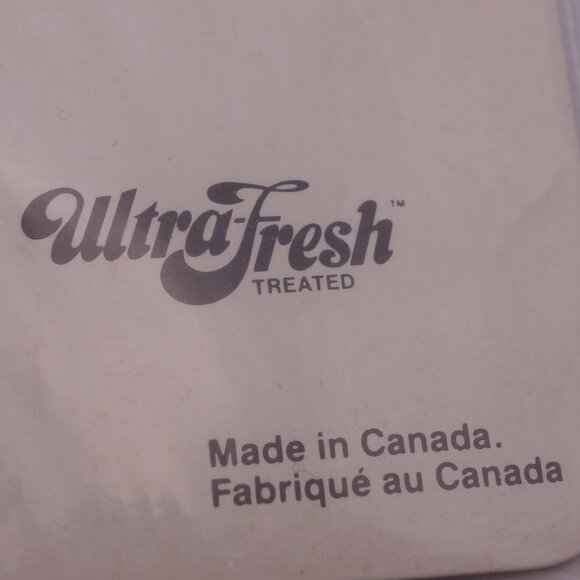 Ultra-Fresh™
TREATED
Made in Canada.
Fabriqué au Canada